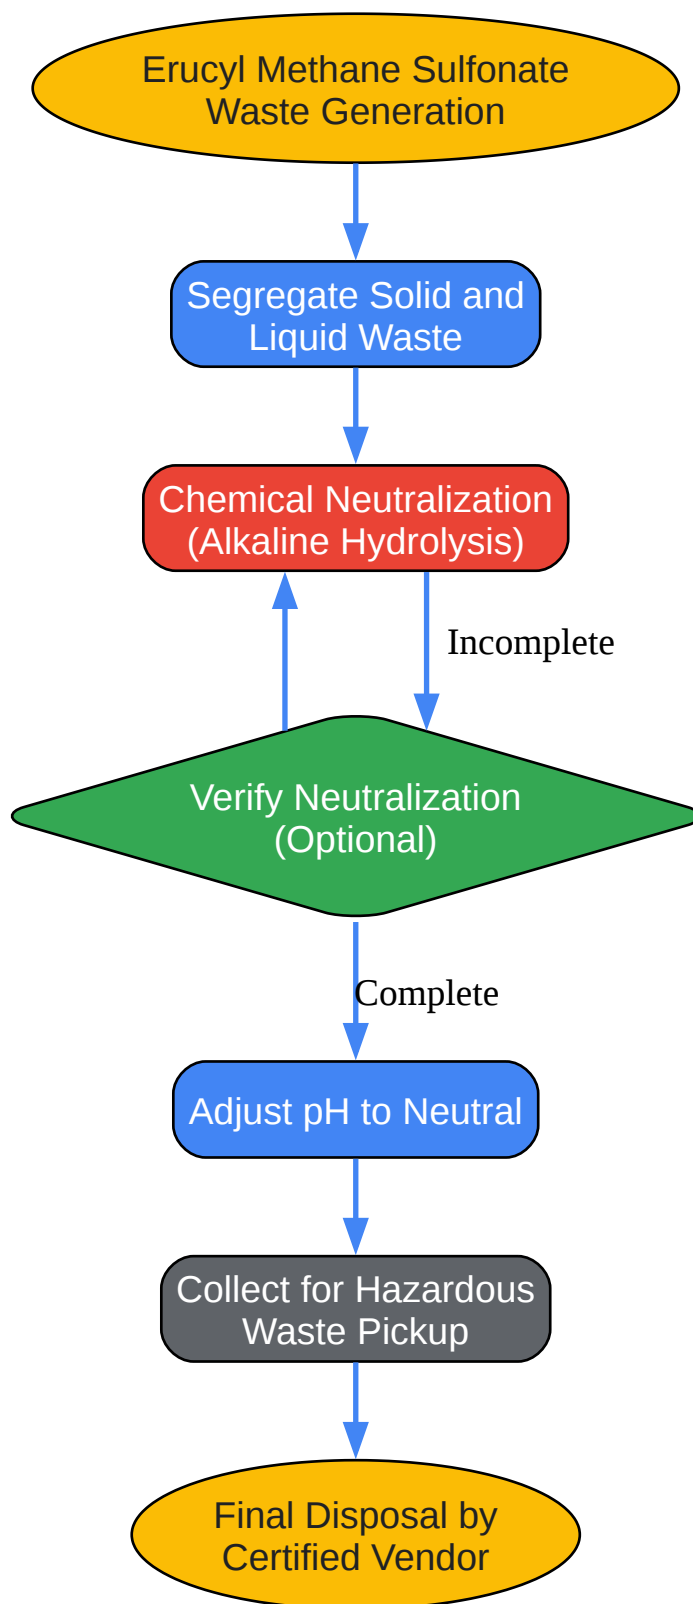 Erucyl Methane Sulfonate
Waste Generation
Segregate Solid and
Liquid Waste
Chemical Neutralization
(Alkaline Hydrolysis)
Incomplete
Verify Neutralization
(Optional)
Complete
Adjust pH to Neutral
Collect for Hazardous
Waste Pickup
Final Disposal by
Certified Vendor